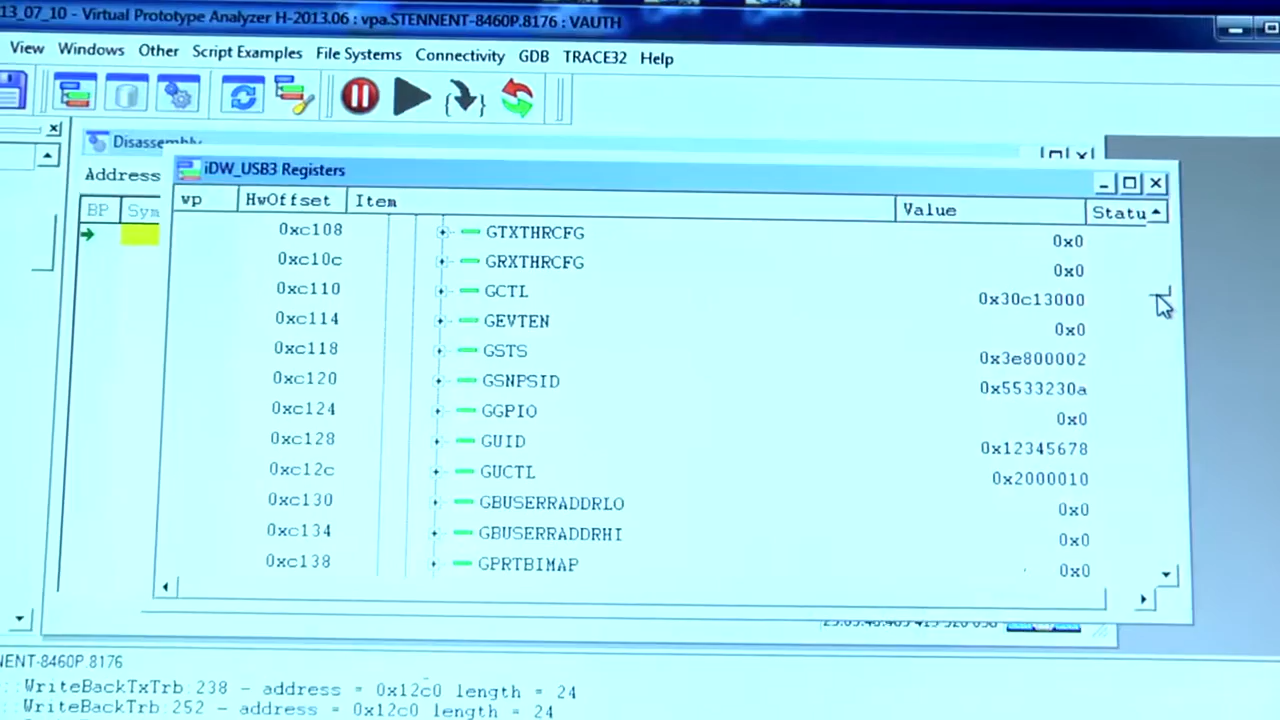 13_07_10 - Virtual Prototype Analyzer H-2013.06 : vpa.STENNENT-8460P.8176 : VAUTH
View Windows Other Script Examples File Systems Connectivity GDB TRACE32 Help
Disassembly
Address
BP Sym
iDW_USB3 Registers
wp HwOffset Item Value Statu
0xc108 GTXTHRCFG 0x0
0xc10c GRXTHRCFG 0x0
0xc110 GCTL 0x30c13000
0xc114 GEVTEN 0x0
0xc118 GSTS 0x3e800002
0xc120 GSNPSID 0x5533230a
0xc124 GGPIO 0x0
0xc128 GUID 0x12345678
0xc12c GUCTL 0x2000010
0xc130 GBUSERRADDRLO 0x0
0xc134 GBUSERRADDRHI 0x0
0xc138 GPRTBIMAP 0x0
NENT-8460P.8176
::WriteBackTxTrb:238 - address = 0x12c0 length = 24
::WriteBackTrb:252 - address = 0x12c0 length = 24